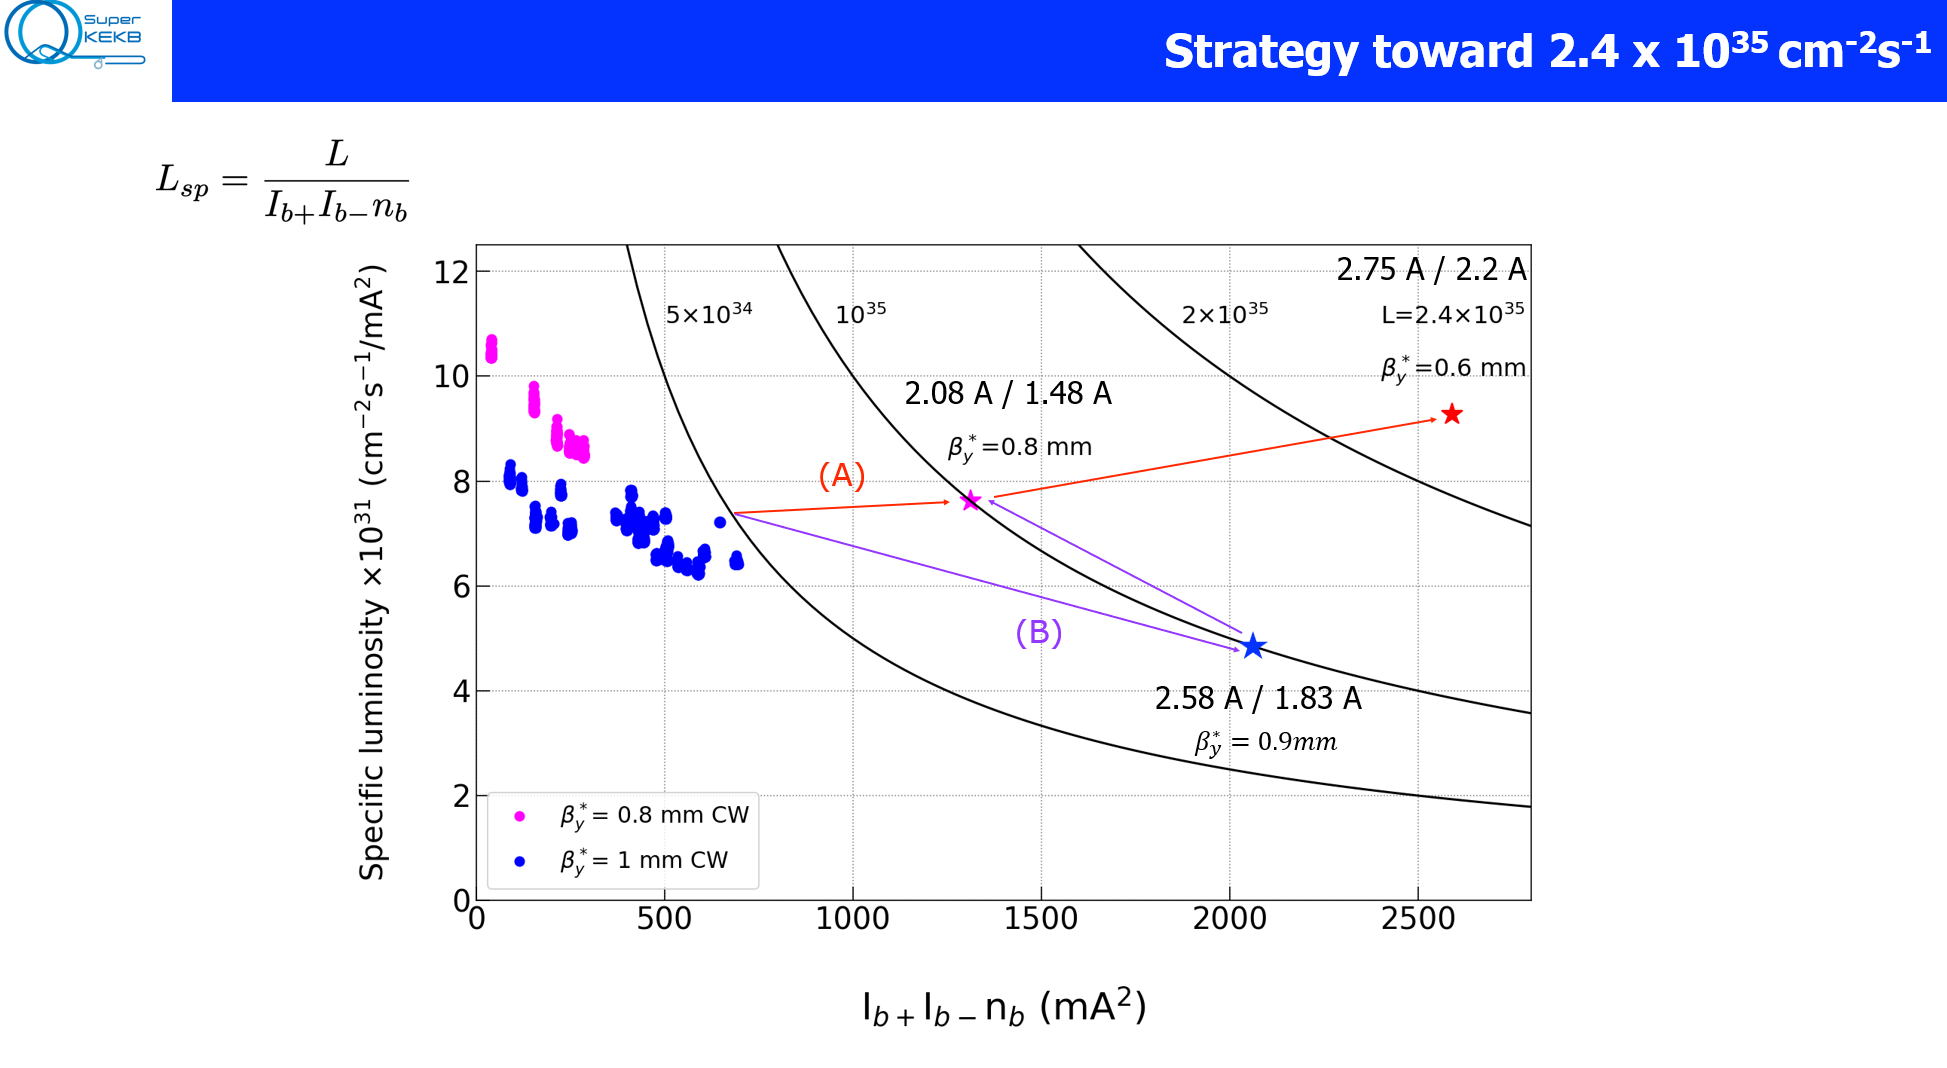 Super
KEKB
Strategy toward 2.4 x 10³⁵ cm⁻²s⁻¹
L_sp = L / (I_b+ I_b− n_b)
Specific luminosity ×10³¹ (cm⁻²s⁻¹/mA²)
12
10
8
6
4
2
0
5×10³⁴
10³⁵
2×10³⁵
2.75 A / 2.2 A
L=2.4×10³⁵
β_y^*=0.6 mm
2.08 A / 1.48 A
β_y^*=0.8 mm
(A)
(B)
2.58 A / 1.83 A
β_y^* = 0.9mm
β_y^*= 0.8 mm CW
β_y^*= 1 mm CW
0 500 1000 1500 2000 2500
I_b+ I_b− n_b (mA²)